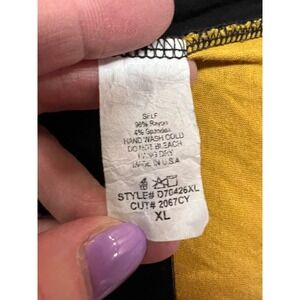 SELF
96% Rayon
4% Spandex
HAND WASH COLD
DO NOT BLEACH
HANG DRY
MADE IN U.S.A
STYLE# D70426XL
CUT# 2067CY
XL